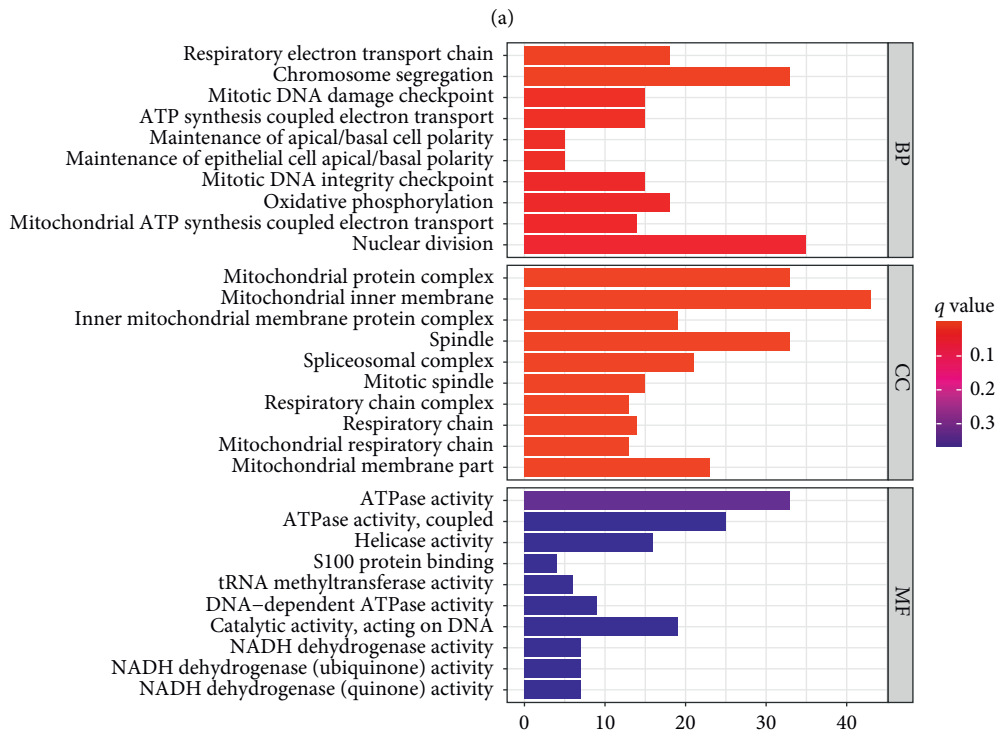 (a)
Respiratory electron transport chain
Chromosome segregation
Mitotic DNA damage checkpoint
ATP synthesis coupled electron transport
Maintenance of apical/basal cell polarity
Maintenance of epithelial cell apical/basal polarity
Mitotic DNA integrity checkpoint
Oxidative phosphorylation
Mitochondrial ATP synthesis coupled electron transport
Nuclear division
BP
Mitochondrial protein complex
Mitochondrial inner membrane
Inner mitochondrial membrane protein complex
Spindle
Spliceosomal complex
Mitotic spindle
Respiratory chain complex
Respiratory chain
Mitochondrial respiratory chain
Mitochondrial membrane part
CC
ATPase activity
ATPase activity, coupled
Helicase activity
S100 protein binding
tRNA methyltransferase activity
DNA−dependent ATPase activity
Catalytic activity, acting on DNA
NADH dehydrogenase activity
NADH dehydrogenase (ubiquinone) activity
NADH dehydrogenase (quinone) activity
MF
0 10 20 30 40
q value
0.1
0.2
0.3